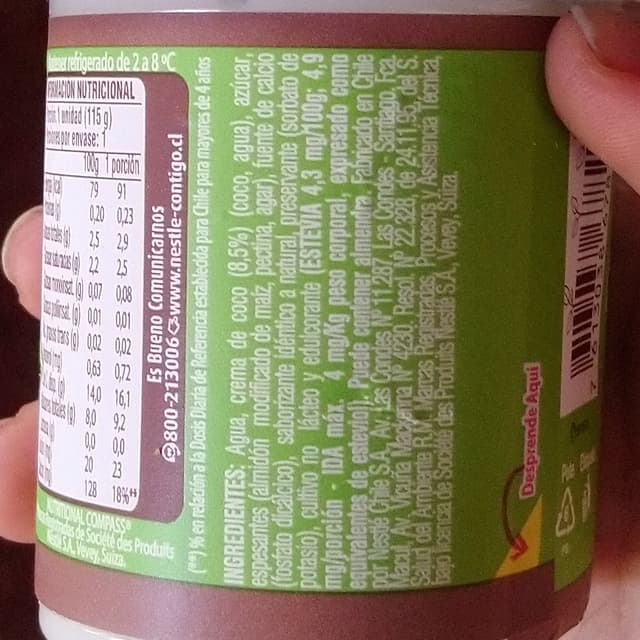 refrigerado de 2 a 8 ºC
NUTRICIONAL
1 unidad (115 g)
por envase: 1
100g 1 porción
79 91
0,20 0,23
2,5 2,9
2,2 2,5
0,07 0,08
0,01 0,01
0,02 0,02
0,63 0,72
14,0 16,1
8,0 9,2
0,0 0,0
20 23
128 18%**
NUTRITIONAL COMPASS®
de Société des Produits
Nestlé S.A., Vevey, Suiza.
Es Bueno Comunicarnos
800-213006 www.nestle-contigo.cl
(**) % en relación a la Dosis Diaria de Referencia establecida para Chile para mayores de 4 años
INGREDIENTES: Agua, crema de coco (8,5%) (coco, agua), azúcar,
espesantes (almidón modificado de maíz, pectina, agar), fuente de calcio
(fosfato dicálcico), saborizante idéntico a natural, preservante (sorbato de
potasio), cultivo no lácteo y edulcorante (ESTEVIA 4,3 mg/100g; 4,9
mg/porción - IDA máx. 4 mg/Kg peso corporal, expresado como
equivalentes de esteviol). Puede contener almendra. Fabricado en Chile
por Nestlé Chile S.A., Av. Las Condes Nº 11.287, Las Condes - Santiago, Fca.
Macul / Av. Vicuña Mackenna Nº 4220. Resol. Nº 22.328, de 24.11.95, del S.
Salud del Ambiente R.M. Marcas Registradas, Procesos y Asistencia Técnica,
bajo licencia de Société des Produits Nestlé S.A., Vevey, Suiza.
Desprende Aquí